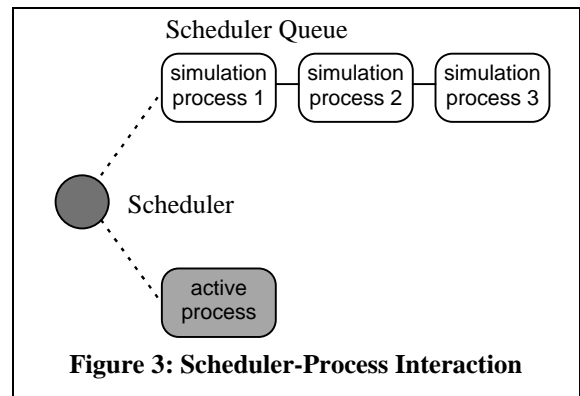 Scheduler Queue
simulation
process 1
simulation
process 2
simulation
process 3
Scheduler
active
process
Figure 3: Scheduler-Process Interaction